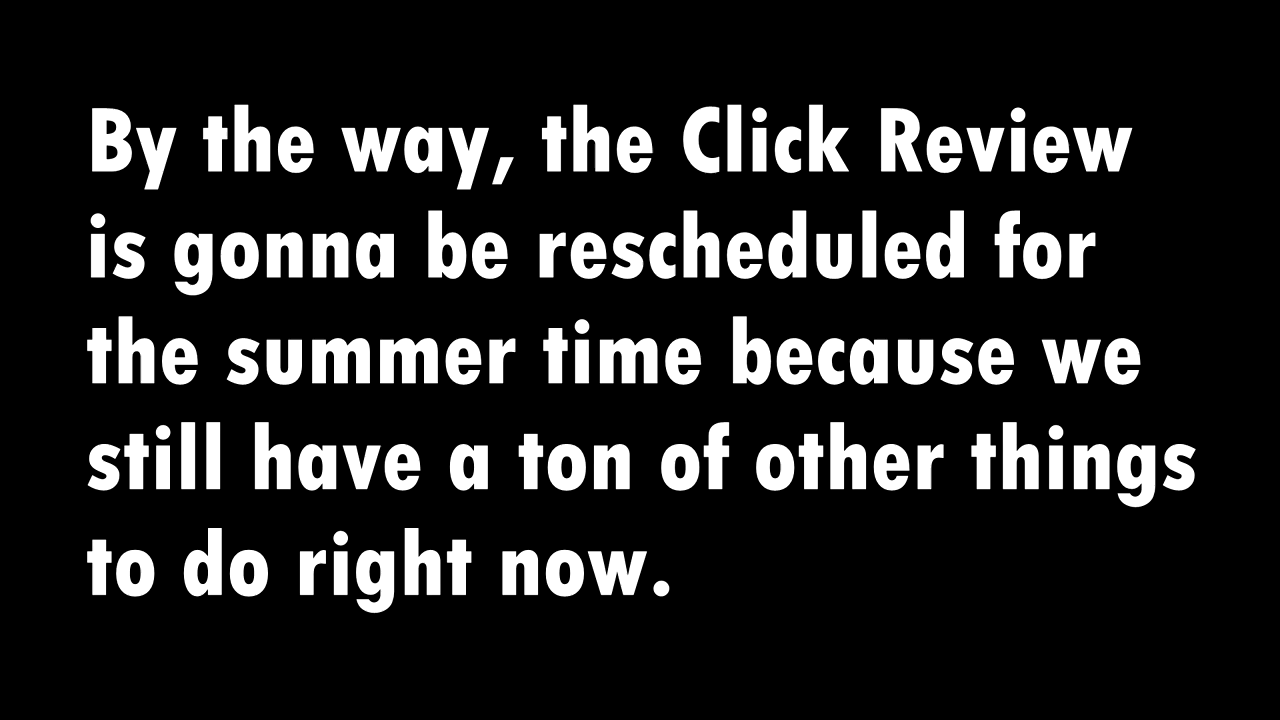 By the way, the Click Review
is gonna be rescheduled for
the summer time because we
still have a ton of other things
to do right now.